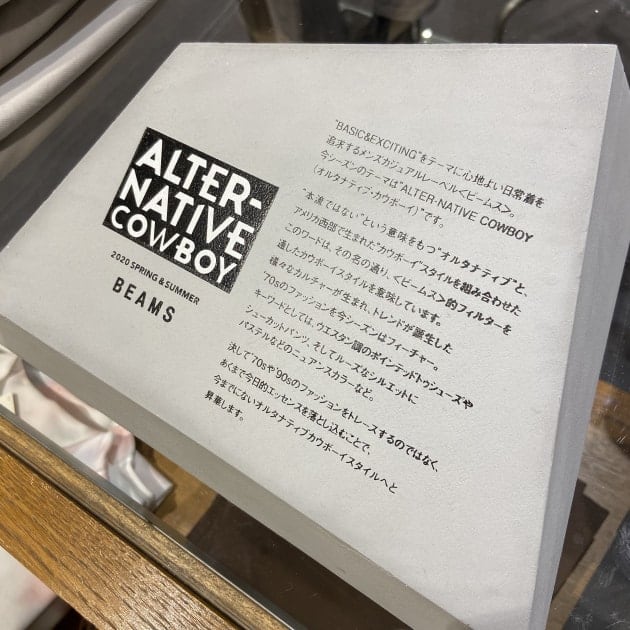 ALTER-
NATIVE
COWBOY
2020 SPRING & SUMMER
BEAMS
"BASIC&EXCITING"をテーマに心地よい日常着を
追求するメンズカジュアルレーベル〈ビームス〉。
今シーズンのテーマは"ALTER-NATIVE COWBOY
(オルタナティブ・カウボーイ)"です。
"本流ではない"という意味をもつ"オルタナティブ"と、
アメリカ西部で生まれた"カウボーイ"スタイルを組み合わせた
このワードは、その名の通り、〈ビームス〉的フィルターを
通したカウボーイスタイルを意味しています。
様々なカルチャーが生まれ、トレンドが誕生した
'70sのファッションを今シーズンはフィーチャー。
キーワードとしては、ウエスタン調のポインテッドトゥシューズや
シューカットパンツ、そしてルーズなシルエットに
パステルなどのニュアンスカラーなど。
決して'70sや'90sのファッションをトレースするのではなく、
あくまで今日的エッセンスを落とし込むことで、
今までにないオルタナティブカウボーイスタイルへと
昇華します。